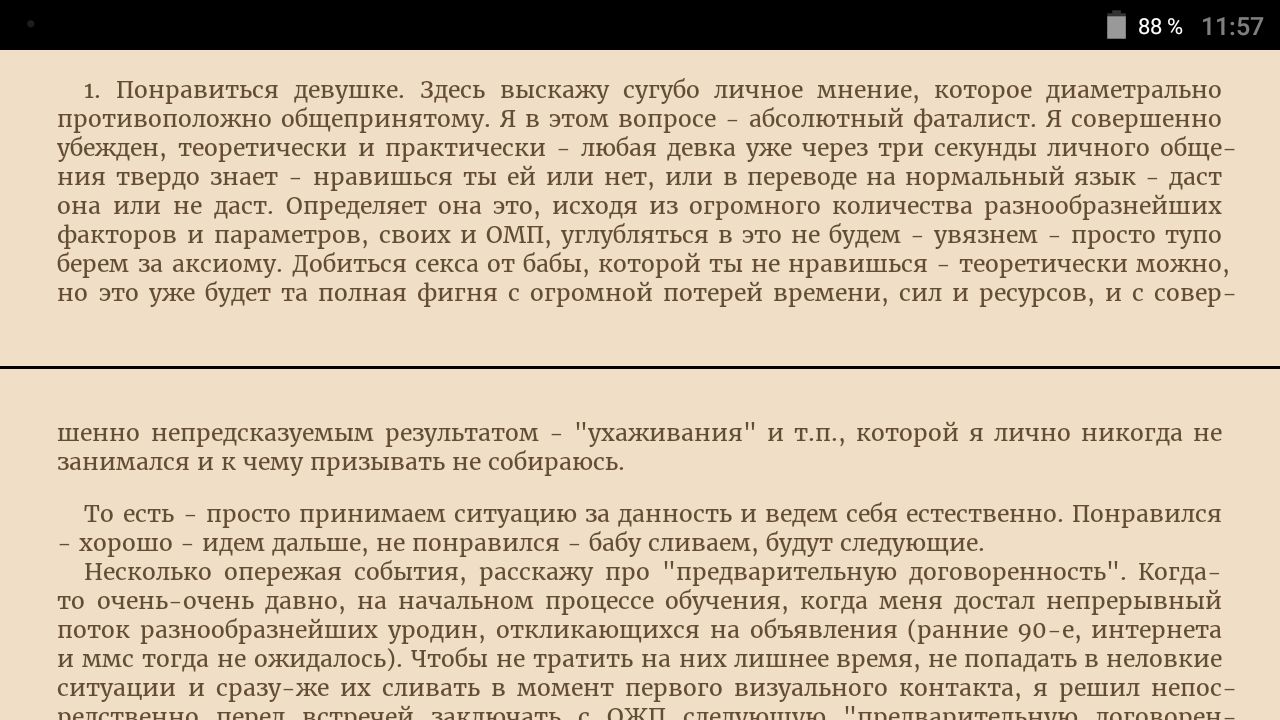 88 % 11:57
1. Понравиться девушке. Здесь выскажу сугубо личное мнение, которое диаметрально
противоположно общепринятому. Я в этом вопросе – абсолютный фаталист. Я совершенно
убежден, теоретически и практически – любая девка уже через три секунды личного обще-
ния твердо знает – нравишься ты ей или нет, или в переводе на нормальный язык – даст
она или не даст. Определяет она это, исходя из огромного количества разнообразнейших
факторов и параметров, своих и ОМП, углубляться в это не будем – увязнем – просто тупо
берем за аксиому. Добиться секса от бабы, которой ты не нравишься – теоретически можно,
но это уже будет та полная фигня с огромной потерей времени, сил и ресурсов, и с совер-
шенно непредсказуемым результатом – "ухаживания" и т.п., которой я лично никогда не
занимался и к чему призывать не собираюсь.
То есть – просто принимаем ситуацию за данность и ведем себя естественно. Понравился
– хорошо – идем дальше, не понравился – бабу сливаем, будут следующие.
Несколько опережая события, расскажу про "предварительную договоренность". Когда-
то очень-очень давно, на начальном процессе обучения, когда меня достал непрерывный
поток разнообразнейших уродин, откликающихся на объявления (ранние 90-е, интернета
и ммс тогда не ожидалось). Чтобы не тратить на них лишнее время, не попадать в неловкие
ситуации и сразу-же их сливать в момент первого визуального контакта, я решил непос-
редственно перед встречей заключать с ОЖП следующую "предварительную договорен-